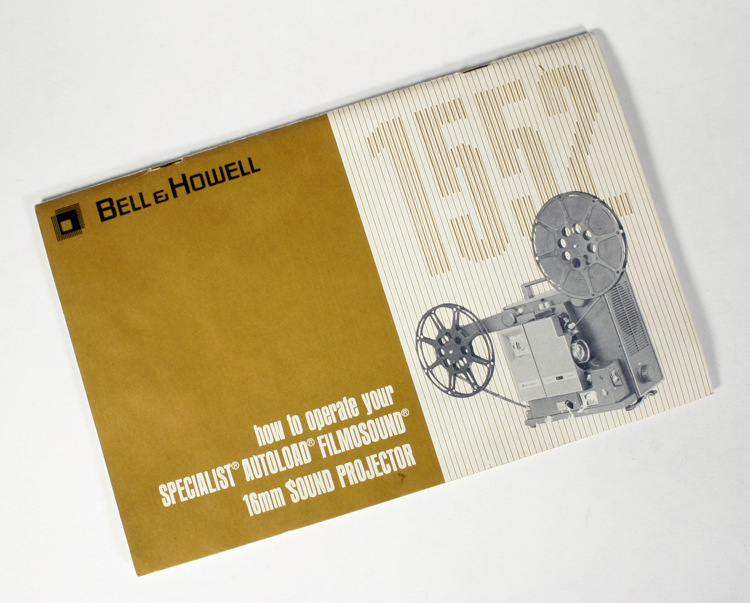 BELL & HOWELL
1552
how to operate your
SPECIALIST® AUTOLOAD® FILMOSOUND®
16mm SOUND PROJECTOR